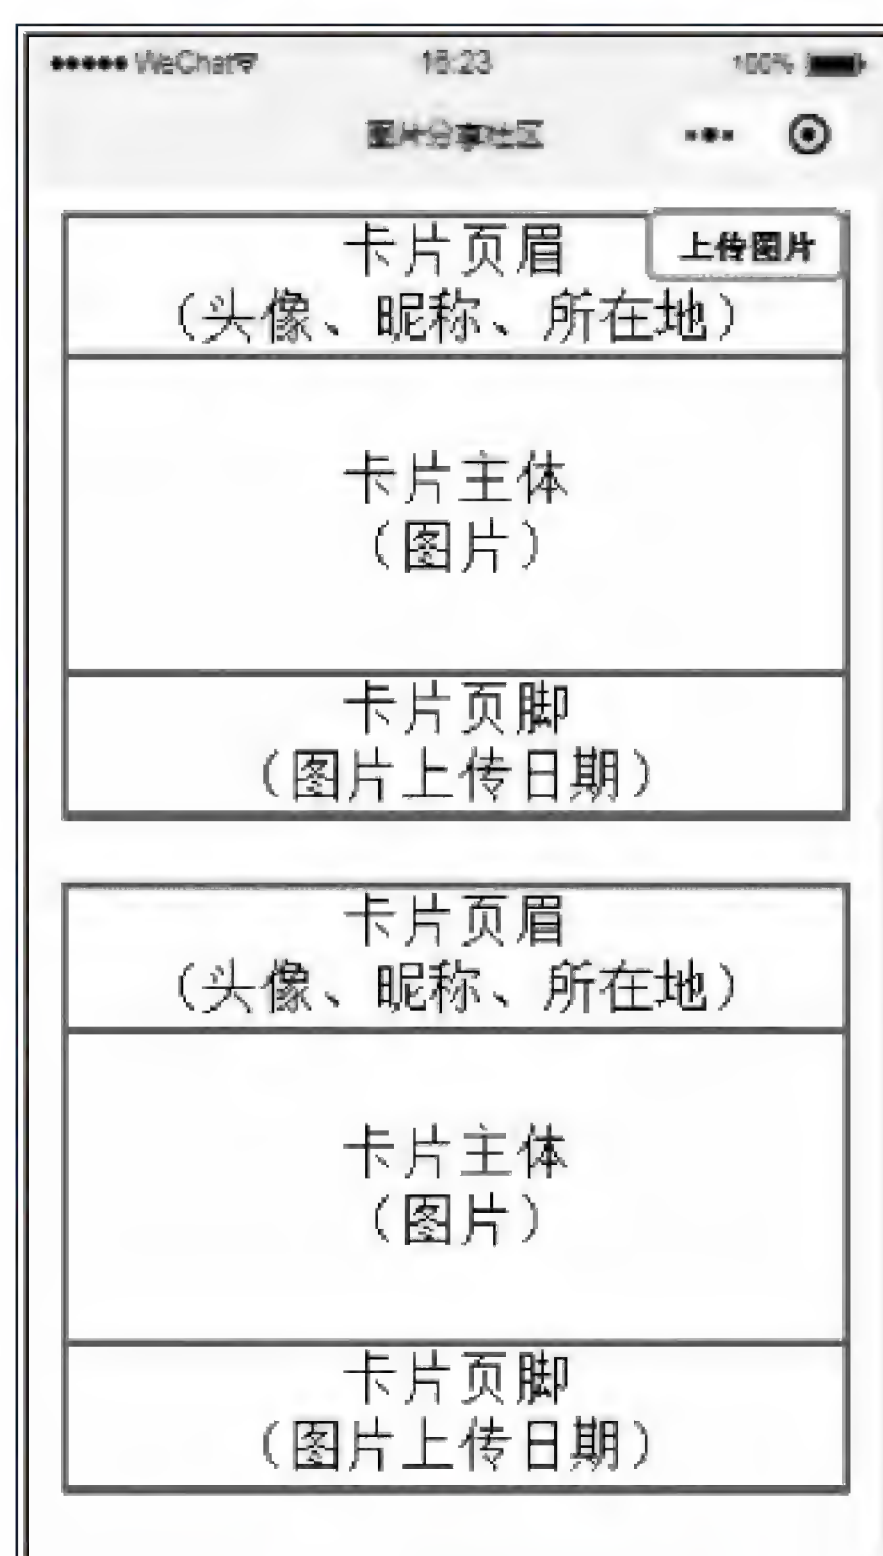 ●●●●● WeChat 16:23 100%
图片分享社区
卡片页眉
上传图片
(头像、昵称、所在地)
卡片主体
(图片)
卡片页脚
(图片上传日期)
卡片页眉
(头像、昵称、所在地)
卡片主体
(图片)
卡片页脚
(图片上传日期)